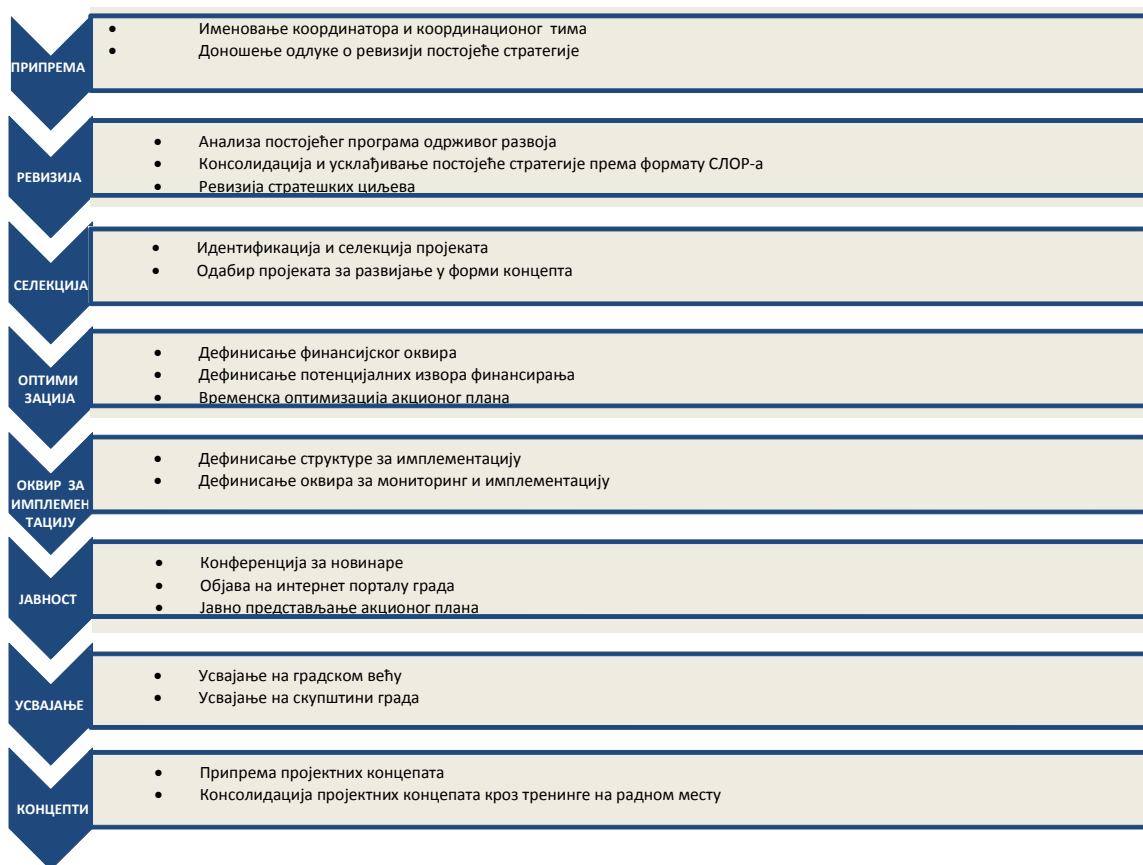 ПРИПРЕМА
• Именовање координатора и координационог тима
• Доношење одлуке о ревизији постојеће стратегије
РЕВИЗИЈА
• Анализа постојећег програма одрживог развоја
• Консолидација и усклађивање постојеће стратегије према формату СЛОР-а
• Ревизија стратешких циљева
СЕЛЕКЦИЈА
• Идентификација и селекција пројеката
• Одабир пројеката за развијање у форми концепта
ОПТИМИ
ЗАЦИЈА
• Дефинисање финансијског оквира
• Дефинисање потенцијалних извора финансирања
• Временска оптимизација акционог плана
ОКВИР ЗА
ИМПЛЕМЕН
ТАЦИЈУ
• Дефинисање структуре за имплементацију
• Дефинисање оквира за мониторинг и имплементацију
ЈАВНОСТ
• Конференција за новинаре
• Објава на интернет порталу града
• Јавно представљање акционог плана
УСВАЈАЊЕ
• Усвајање на градском већу
• Усвајање на скупштини града
КОНЦЕПТИ
• Припрема пројектних концепата
• Консолидација пројектних концепата кроз тренинге на радном месту